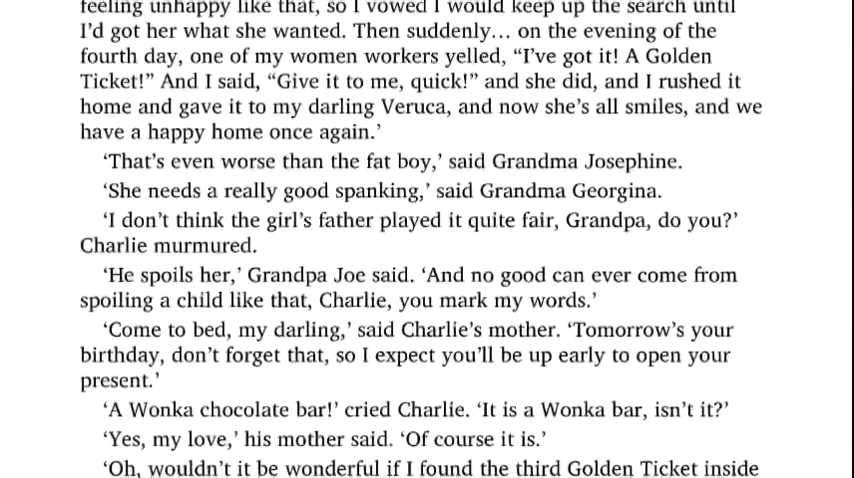 feeling unhappy like that, so I vowed I would keep up the search until
I’d got her what she wanted. Then suddenly… on the evening of the
fourth day, one of my women workers yelled, “I’ve got it! A Golden
Ticket!” And I said, “Give it to me, quick!” and she did, and I rushed it
home and gave it to my darling Veruca, and now she’s all smiles, and we
have a happy home once again.’
‘That’s even worse than the fat boy,’ said Grandma Josephine.
‘She needs a really good spanking,’ said Grandma Georgina.
‘I don’t think the girl’s father played it quite fair, Grandpa, do you?’
Charlie murmured.
‘He spoils her,’ Grandpa Joe said. ‘And no good can ever come from
spoiling a child like that, Charlie, you mark my words.’
‘Come to bed, my darling,’ said Charlie’s mother. ‘Tomorrow’s your
birthday, don’t forget that, so I expect you’ll be up early to open your
present.’
‘A Wonka chocolate bar!’ cried Charlie. ‘It is a Wonka bar, isn’t it?’
‘Yes, my love,’ his mother said. ‘Of course it is.’
‘Oh, wouldn’t it be wonderful if I found the third Golden Ticket inside